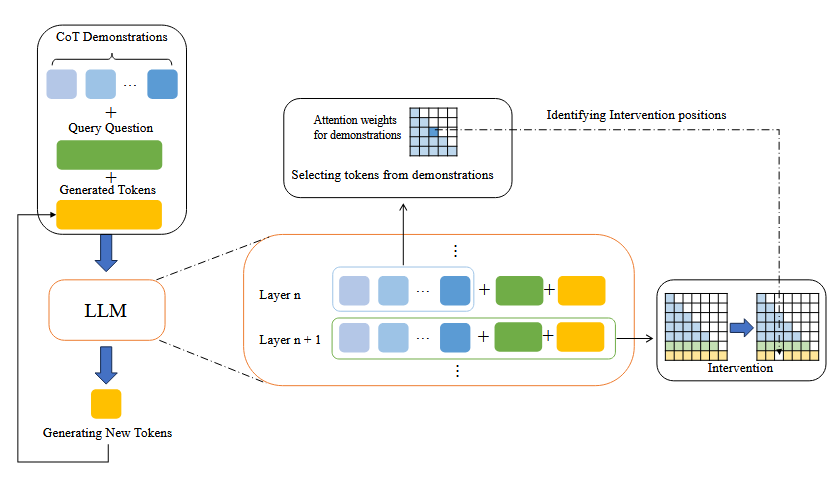 CoT Demonstrations
...
+
Query Question
+
Generated Tokens
LLM
Generating New Tokens
Attention weights
for demonstrations
Selecting tokens from demonstrations
Identifying Intervention positions
⋮
Layer n
... + +
Layer n + 1
... + +
⋮
Intervention